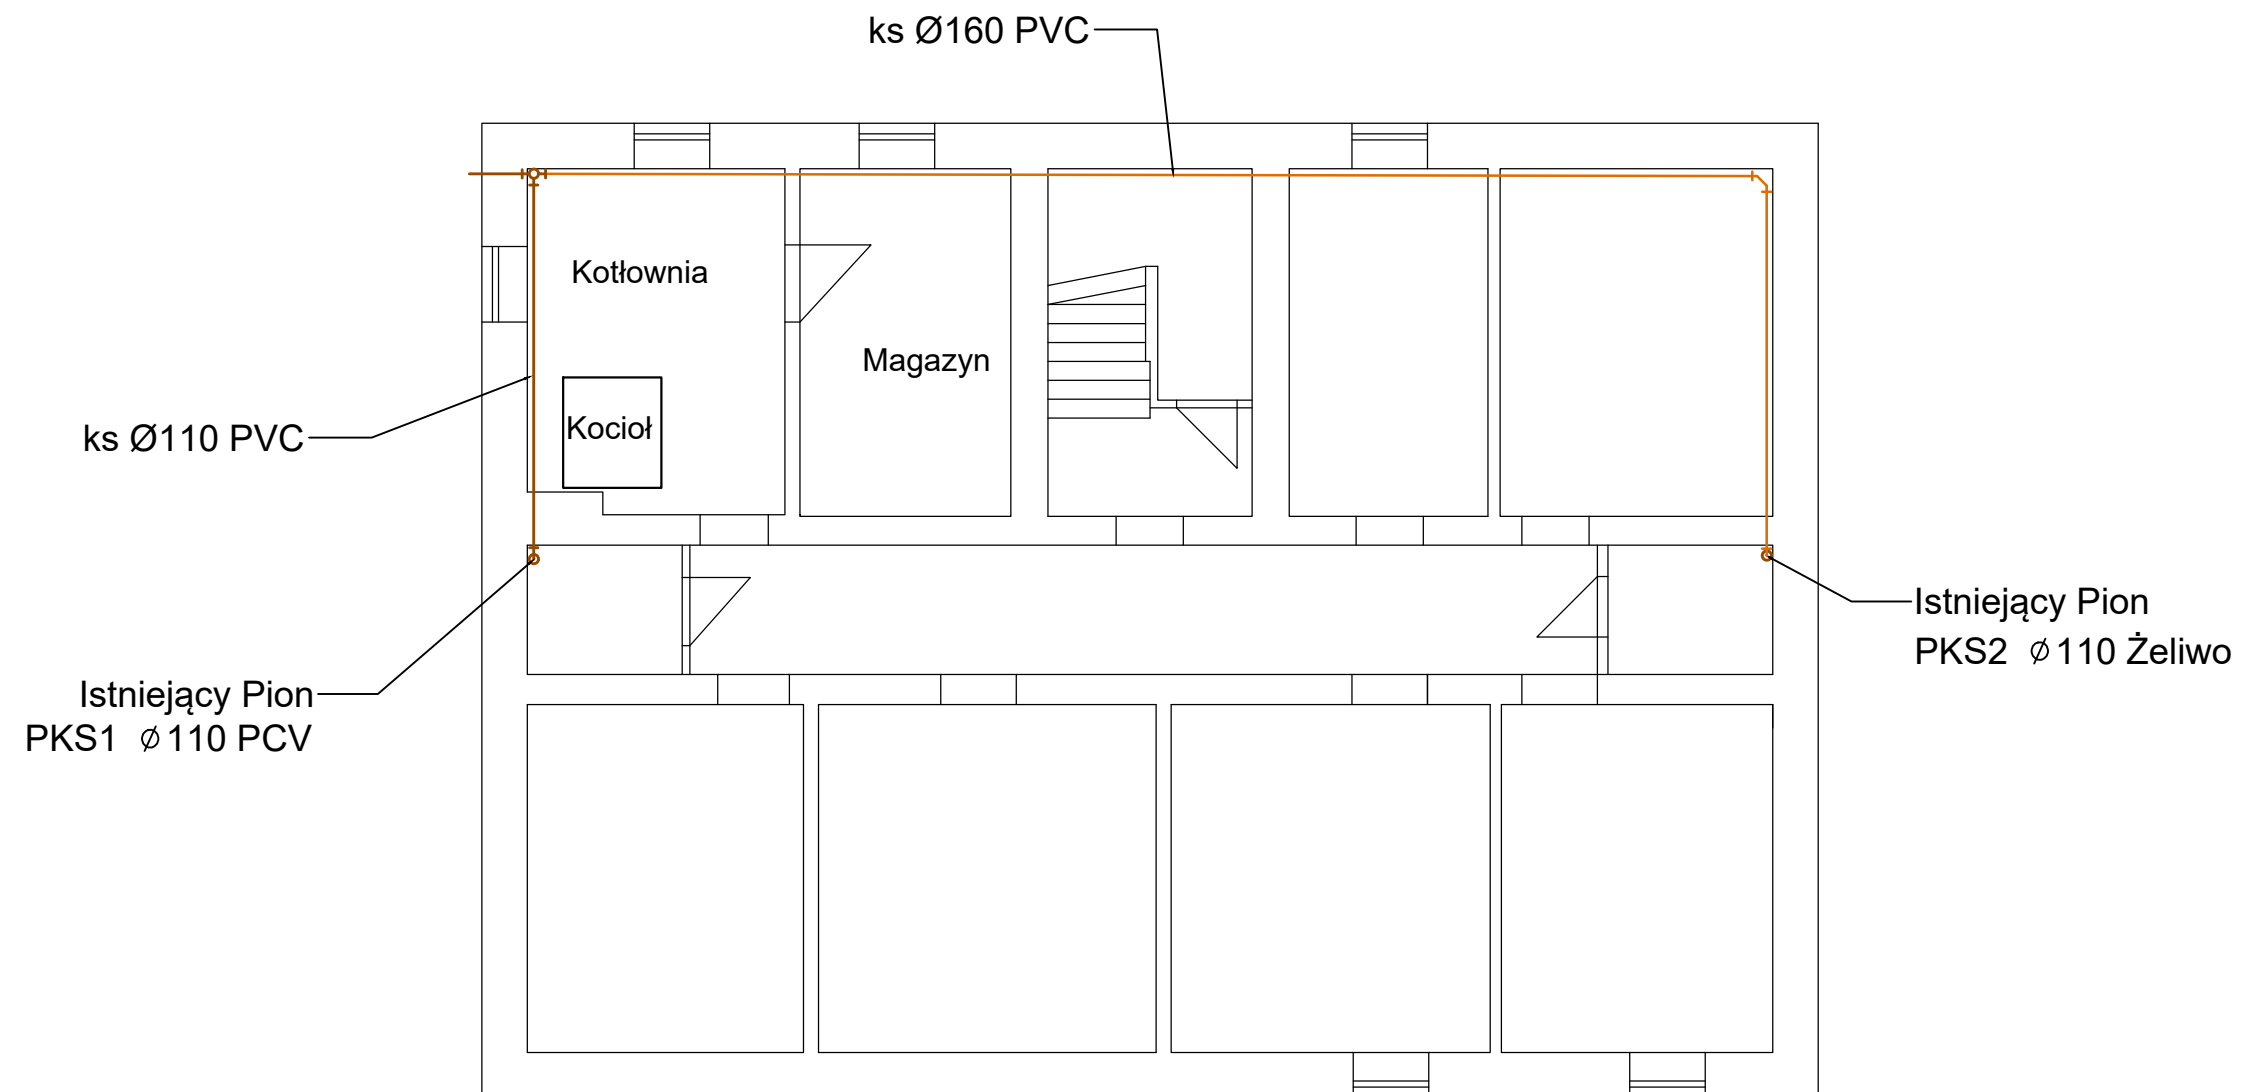 ks Ø160 PVC
Kotłownia
Magazyn
Kocioł
ks Ø110 PVC
Istniejący Pion
PKS2 ⌀110 Żeliwo
Istniejący Pion
PKS1 ⌀110 PCV